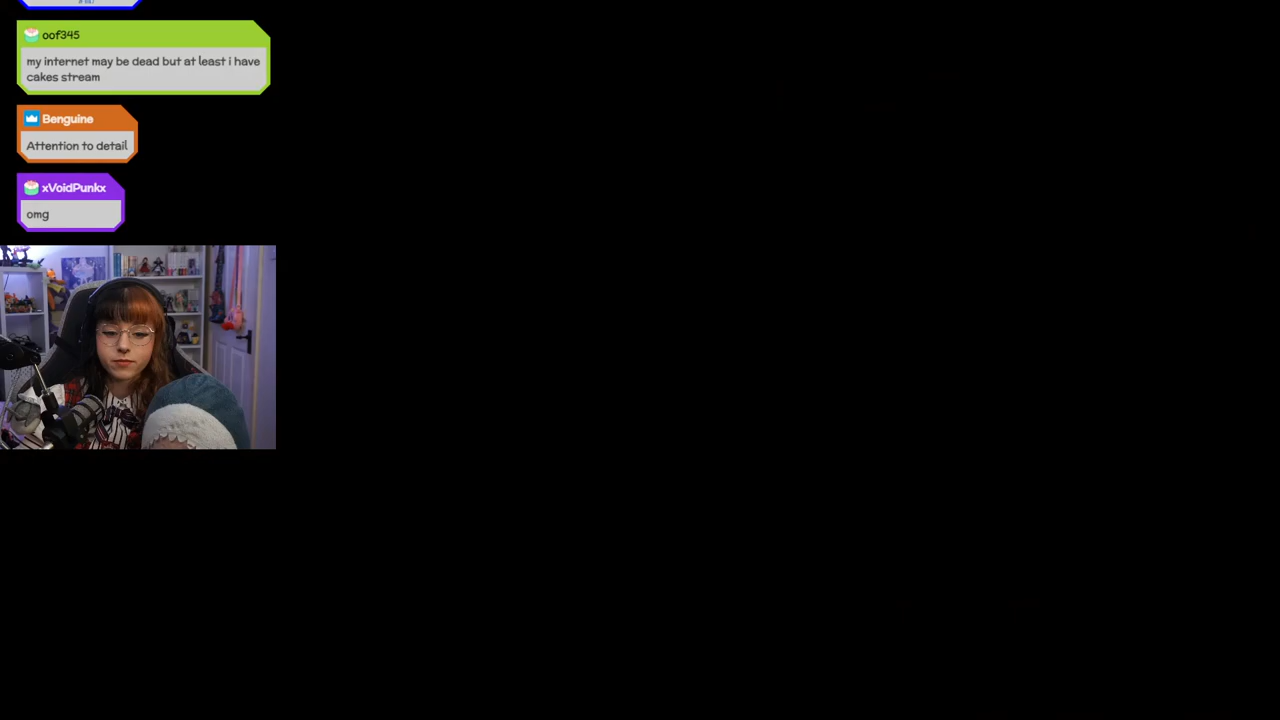 oof345
my internet may be dead but at least i have
cakes stream
Benguine
Attention to detail
xVoidPunkx
omg